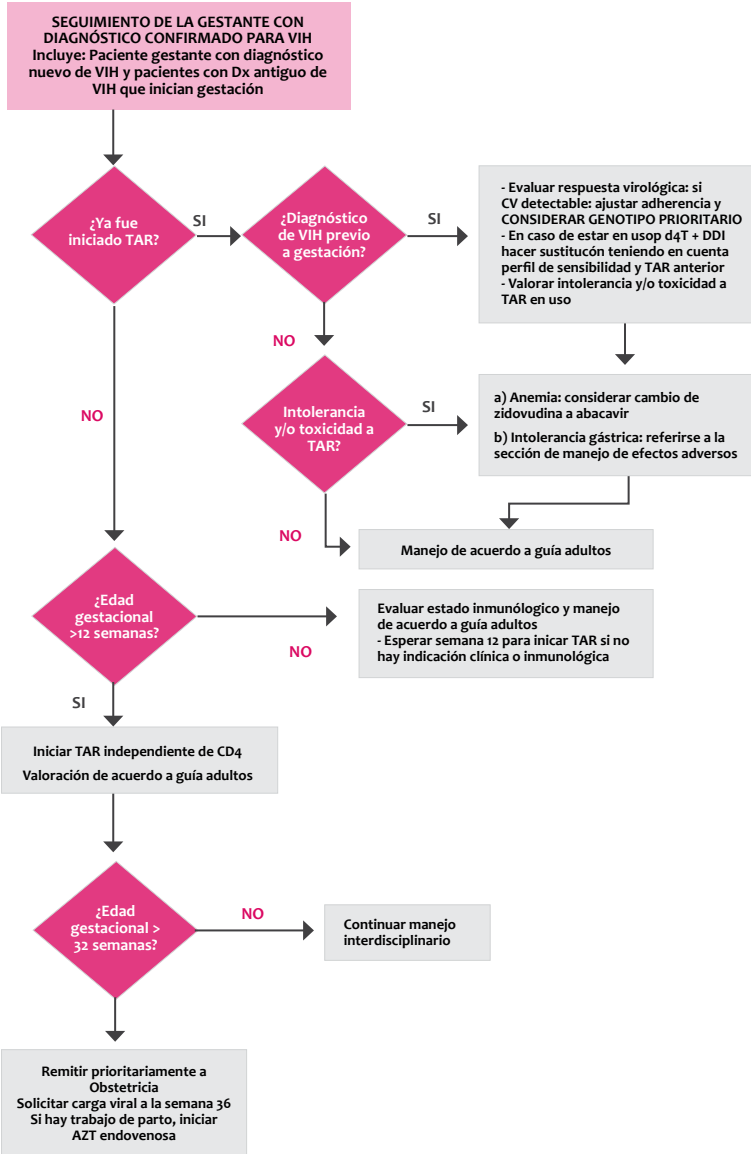 SEGUIMIENTO DE LA GESTANTE CON
DIAGNÓSTICO CONFIRMADO PARA VIH
Incluye: Paciente gestante con diagnóstico
nuevo de VIH y pacientes con Dx antiguo de
VIH que inician gestación
¿Ya fue
iniciado TAR?
SI
¿Diagnóstico
de VIH previo
a gestación?
SI
- Evaluar respuesta virológica: si
CV detectable: ajustar adherencia y
CONSIDERAR GENOTIPO PRIORITARIO
- En caso de estar en usop d4T + DDI
hacer sustitucón teniendo en cuenta
perfil de sensibilidad y TAR anterior
- Valorar intolerancia y/o toxicidad a
TAR en uso
NO
NO
Intolerancia
y/o toxicidad a
TAR?
SI
a) Anemia: considerar cambo de
zidovudina a abacavir
b) Intolerancia gástrica: referirse a la
sección de manejo de efectos adversos
NO
Manejo de acuerdo a guía adultos
¿Edad
gestacional
>12 semanas?
NO
Evaluar estado inmunólogico y manejo
de acuerdo a guía adultos
- Esperar semana 12 para inicar TAR si no
hay indicación clínica o inmunológica
SI
Iniciar TAR independiente de CD4
Valoración de acuerdo a guía adultos
¿Edad
gestacional >
32 semanas?
NO
Continuar manejo
interdisciplinario
Remitir prioritariamente a
Obstetricia
Solicitar carga viral a la semana 36
Si hay trabajo de parto, iniciar
AZT endovenosa